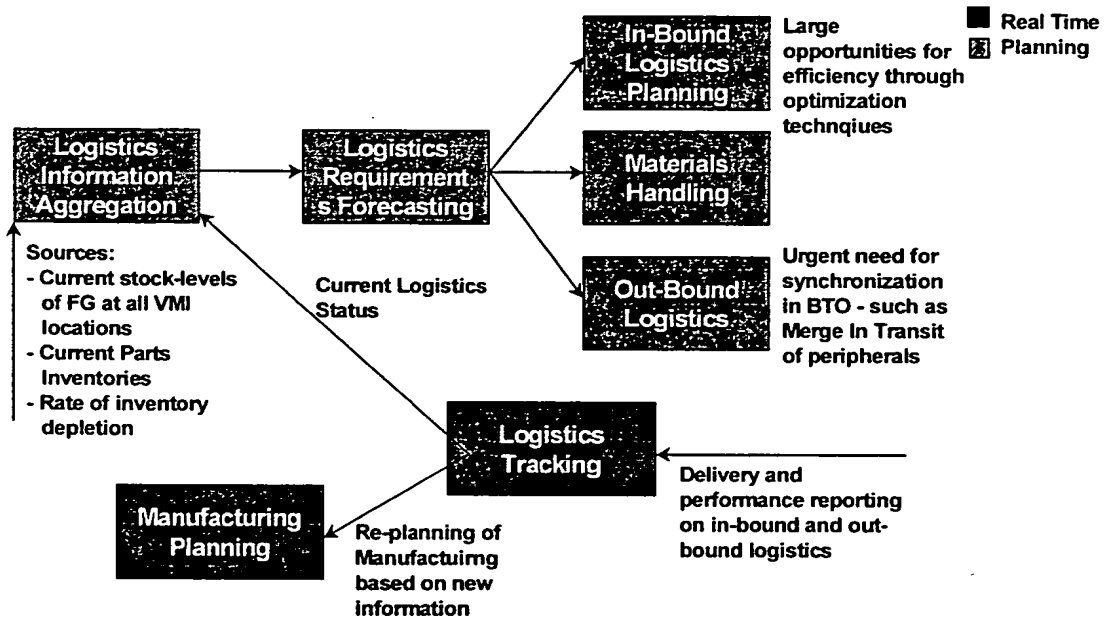 Real Time
Planning
In-Bound
Logistics
Planning
Large
opportunities for
efficiency through
optimization
technqiues
Logistics
Information
Aggregation
Logistics
Requirement
s Forecasting
Materials
Handling
Sources:
- Current stock-levels
of FG at all VMI
locations
- Current Parts
Inventories
- Rate of inventory
depletion
Current Logistics
Status
Out-Bound
Logistics
Urgent need for
synchronization
in BTO - such as
Merge In Transit
of peripherals
Logistics
Tracking
Delivery and
performance reporting
on in-bound and out-
bound logistics
Manufacturing
Planning
Re-planning of
Manufactuirng
based on new
information